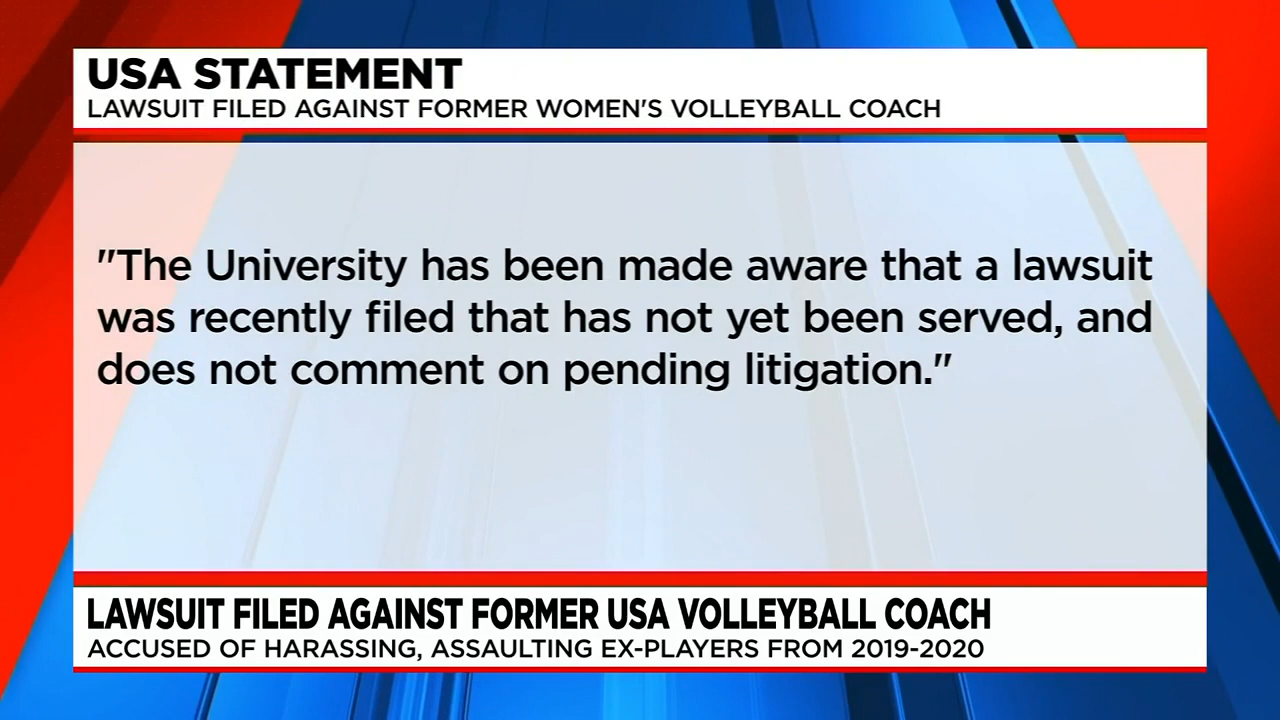 USA STATEMENT
LAWSUIT FILED AGAINST FORMER WOMEN'S VOLLEYBALL COACH
"The University has been made aware that a lawsuit
was recently filed that has not yet been served, and
does not comment on pending litigation."
LAWSUIT FILED AGAINST FORMER USA VOLLEYBALL COACH
ACCUSED OF HARASSING, ASSAULTING EX-PLAYERS FROM 2019-2020